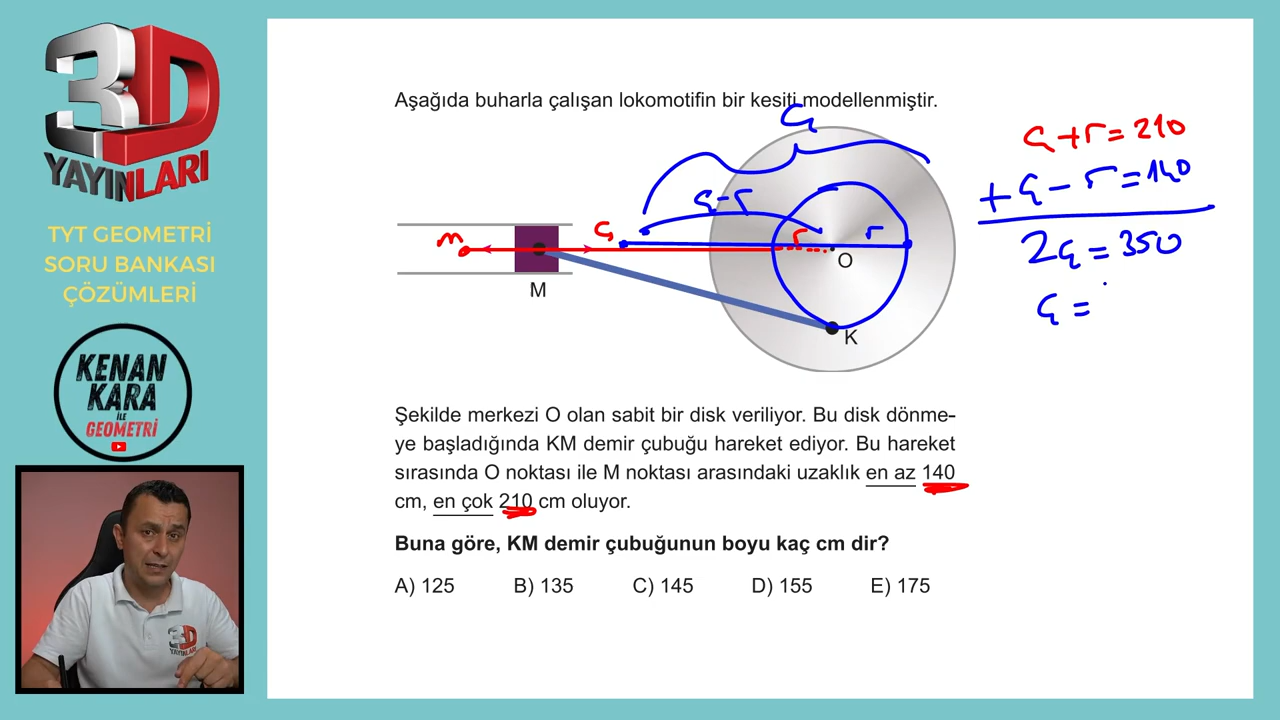 3D
YAYINLARI
TYT GEOMETRİ
SORU BANKASI
ÇÖZÜMLERİ
KENAN
KARA
İLE
GEOMETRİ
3D
YAYINLARI
Aşağıda buharla çalışan lokomotifin bir kesiti modellenmiştir.
Ç
Ç-r
m
Ç
r
r
O
M
K
Ç+r=210
+ Ç-r=140
2Ç=350
Ç=
Şekilde merkezi O olan sabit bir disk veriliyor. Bu disk dönme-
ye başladığında KM demir çubuğu hareket ediyor. Bu hareket
sırasında O noktası ile M noktası arasındaki uzaklık en az 140
cm, en çok 210 cm oluyor.
Buna göre, KM demir çubuğunun boyu kaç cm dir?
A) 125 B) 135 C) 145 D) 155 E) 175